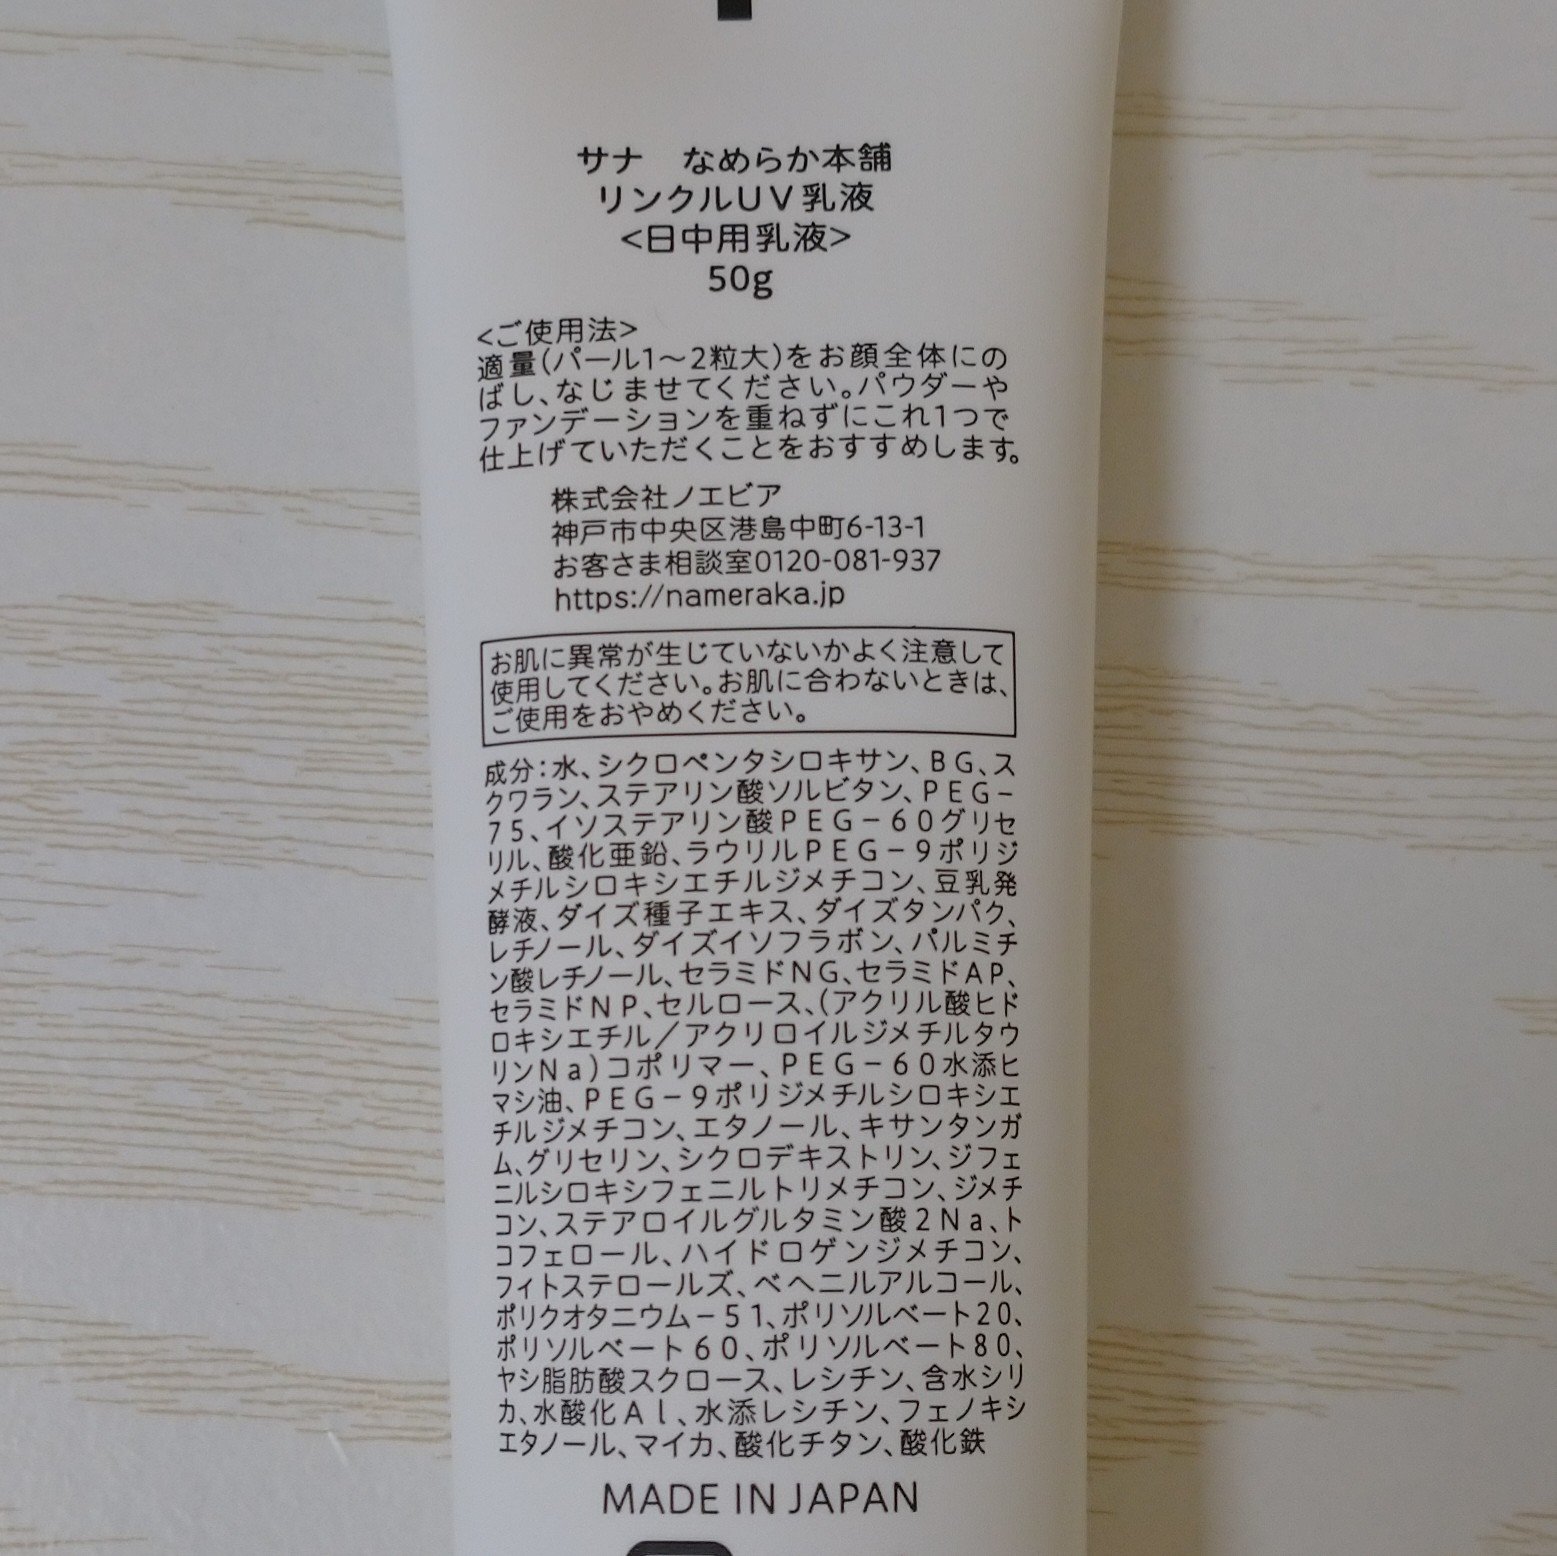 サナ　なめらか本舗
リンクルUV乳液
<日中用乳液>
50g
<ご使用法>
適量(パール1～2粒大)をお顔全体にの
ばし、なじませてください。パウダーや
ファンデーションを重ねずにこれ1つで
仕上げていただくことをおすすめします。
株式会社ノエビア
神戸市中央区港島中町6-13-1
お客さま相談室0120-081-937
https://nameraka.jp
お肌に異常が生じていないかよく注意して
使用してください。お肌に合わないときは、
ご使用をおやめください。
成分：水、シクロペンタシロキサン、BG、ス
クワラン、ステアリン酸ソルビタン、PEG－
75、イソステアリン酸PEG－60グリセ
リル、酸化亜鉛、ラウリルPEG－9ポリジ
メチルシロキシエチルジメチコン、豆乳発
酵液、ダイズ種子エキス、ダイズタンパク、
レチノール、ダイズイソフラボン、パルミチ
ン酸レチノール、セラミドNG、セラミドAP、
セラミドNP、セルロース、(アクリル酸ヒド
ロキシエチル／アクリロイルジメチルタウ
リンNa)コポリマー、PEG－60水添ヒ
マシ油、PEG－9ポリジメチルシロキシエ
チルジメチコン、エタノール、キサンタンガ
ム、グリセリン、シクロデキストリン、ジフェ
ニルシロキシフェニルトリメチコン、ジメチ
コン、ステアロイルグルタミン酸2Na、ト
コフェロール、ハイドロゲンジメチコン、
フィトステロールズ、ベヘニルアルコール、
ポリクオタニウム－51、ポリソルベート20、
ポリソルベート60、ポリソルベート80、
ヤシ脂肪酸スクロース、レシチン、含水シリ
カ、水酸化Al、水添レシチン、フェノキシ
エタノール、マイカ、酸化チタン、酸化鉄
MADE IN JAPAN